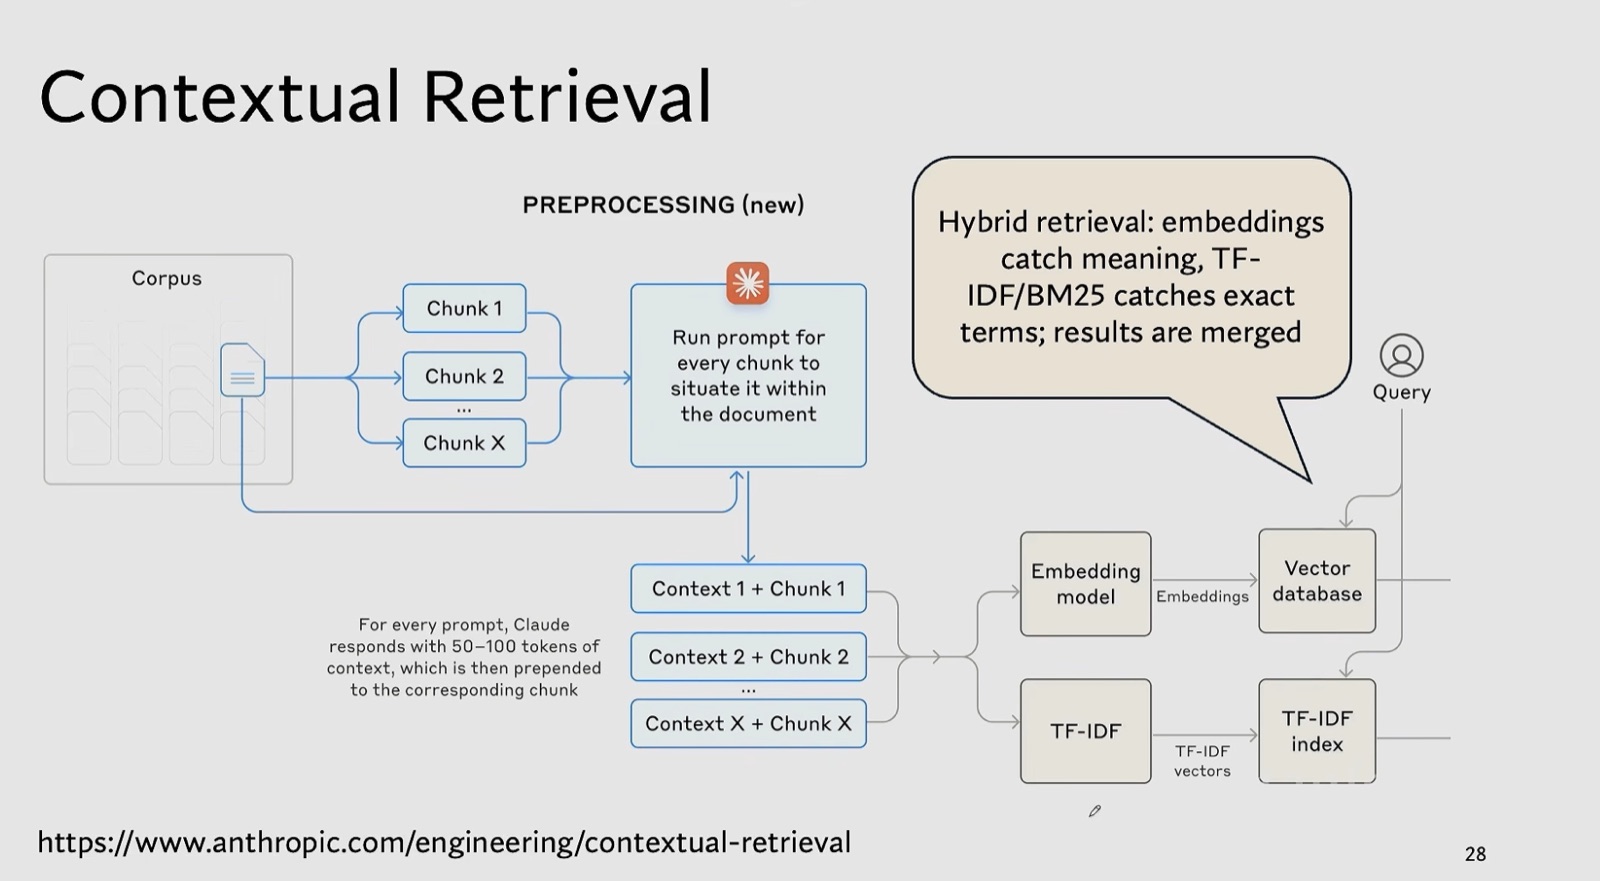 Contextual Retrieval
PREPROCESSING (new)
Corpus
Chunk 1
Chunk 2
...
Chunk X
Run prompt for
every chunk to
situate it within
the document
Hybrid retrieval: embeddings
catch meaning, TF-
IDF/BM25 catches exact
terms; results are merged
Query
For every prompt, Claude
responds with 50–100 tokens of
context, which is then prepended
to the corresponding chunk
Context 1 + Chunk 1
Context 2 + Chunk 2
...
Context X + Chunk X
Embedding
model
Embeddings
Vector
database
TF-IDF
TF-IDF
vectors
TF-IDF
index
https://www.anthropic.com/engineering/contextual-retrieval
28